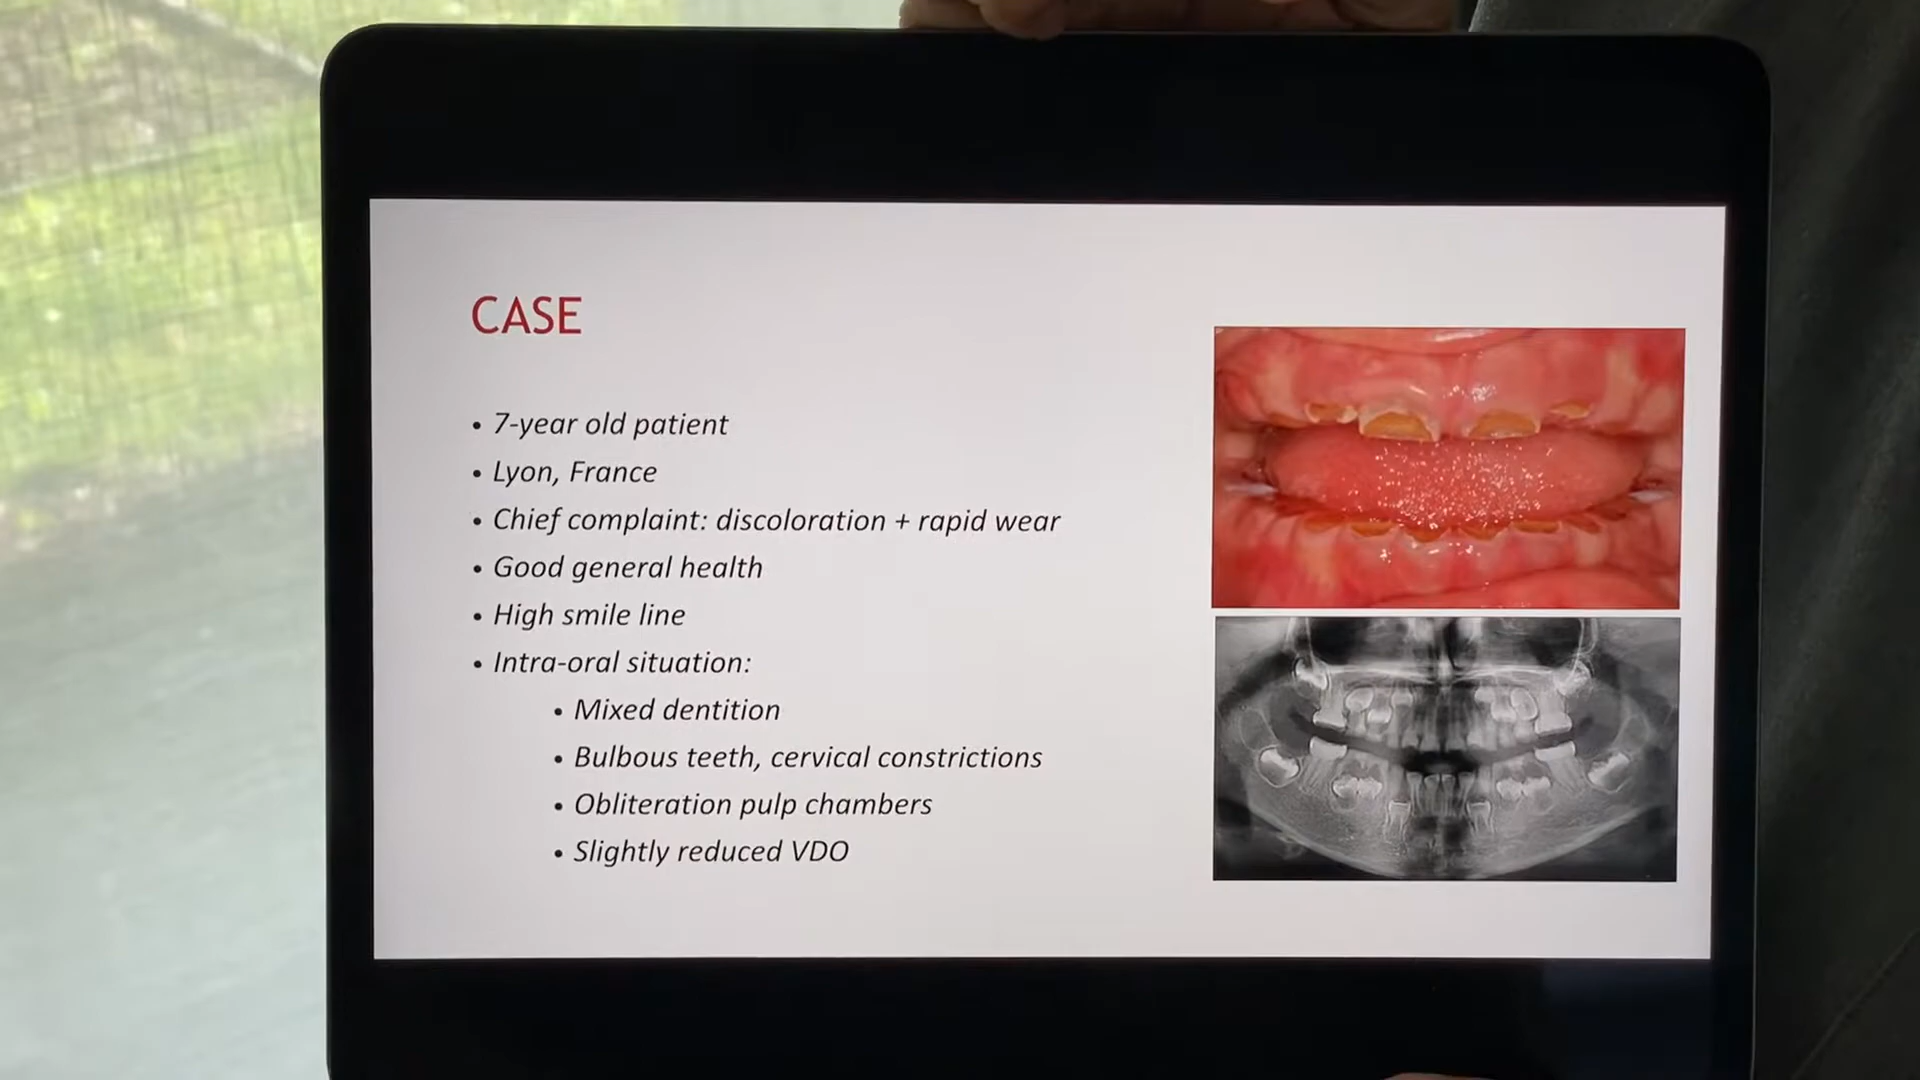 CASE
• 7-year old patient
• Lyon, France
• Chief complaint: discoloration + rapid wear
• Good general health
• High smile line
• Intra-oral situation:
• Mixed dentition
• Bulbous teeth, cervical constrictions
• Obliteration pulp chambers
• Slightly reduced VDO